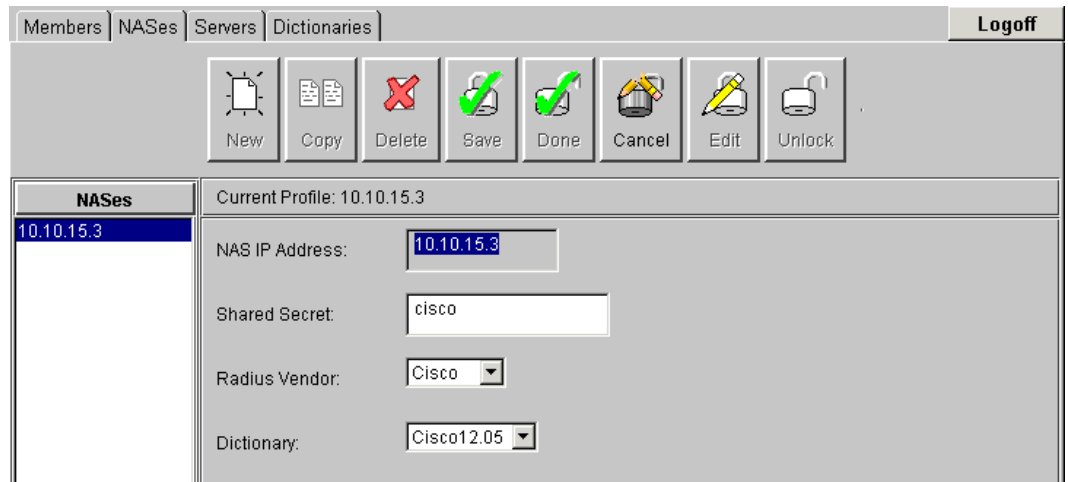 Members NASes Servers Dictionaries Logoff
New Copy Delete Save Done Cancel Edit Unlock
NASes
Current Profile: 10.10.15.3
10.10.15.3
NAS IP Address: 10.10.15.3
Shared Secret: cisco
Radius Vendor: Cisco
Dictionary: Cisco12.05